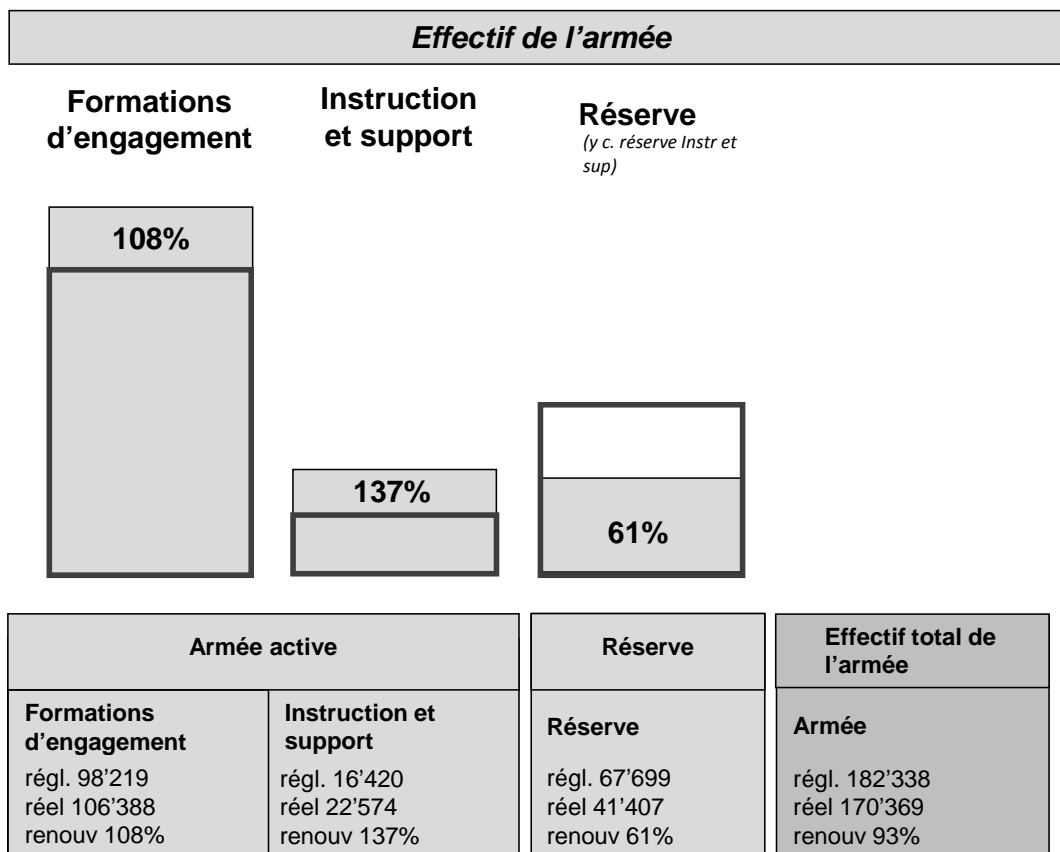 Effectif de l’armée
Formations
d’engagement
Instruction
et support
Réserve
(y c. réserve Instr et
sup)
108%
137%
61%
Armée active
Réserve
Effectif total de
l’armée
Formations
d’engagement
régl. 98’219
réel 106’388
renouv 108%
Instruction et
support
régl. 16’420
réel 22’574
renouv 137%
Réserve
régl. 67’699
réel 41’407
renouv 61%
Armée
régl. 182’338
réel 170’369
renouv 93%